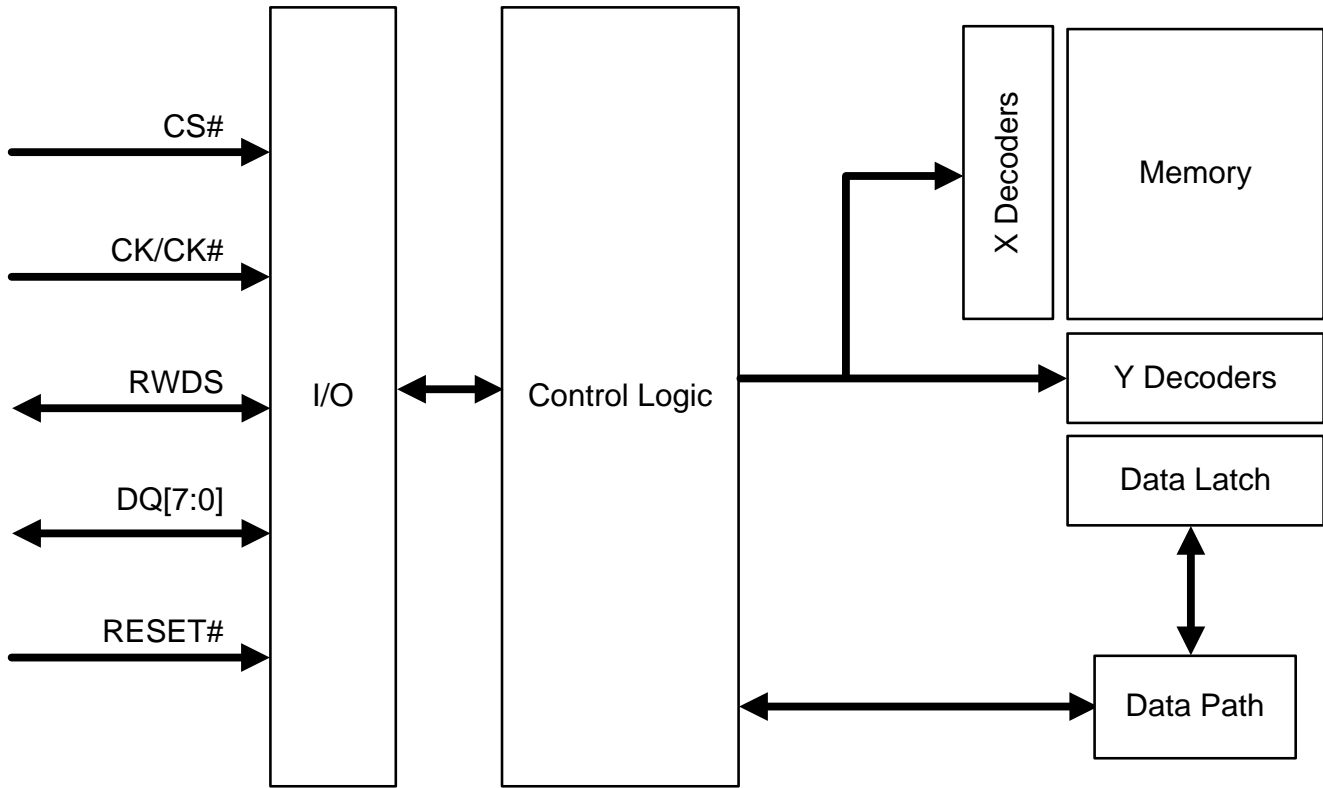 CS#
CK/CK#
RWDS
DQ[7:0]
RESET#
I/O
Control Logic
X Decoders
Memory
Y Decoders
Data Latch
Data Path